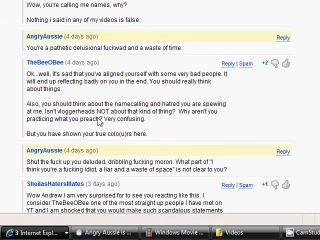 Wow, you're calling me names, why?
Nothing i said in any of my videos is false.
AngryAussie (4 days ago) Reply
You're a pathetic delusional fuckwad and a waste of time.
TheBeeOBee (4 days ago) Reply | Spam +2
Ok...well, it's sad that you've aligned yourself with some very bad people. It
will end up reflecting badly on you in the end. You should really think
about things.
Also, you should think about the namecalling and hatred you are spewing
at me. Isn't vloggerheads NOT about that kind of thing? Why aren't you
practicing what you preach? Very confusing.
But you have shown your true colo(u)rs here.
AngryAussie (4 days ago) Reply
Shut the fuck up you deluded, dribbling fucking moron. What part of "I
think you're a fucking idiot, a liar and a waste of space" is not clear to you?
SheilasHatersMates (3 days ago) Reply | Spam +1
Wow Andrew I am very surprised for to see you reacting like this. I
consider TheBeeOBee one of the most straight up people I have met on
YT and I am shocked that you would make such scandalous statements
3 Internet Expl... Angry Aussie is ... Windows Movie ... Videos CamStud